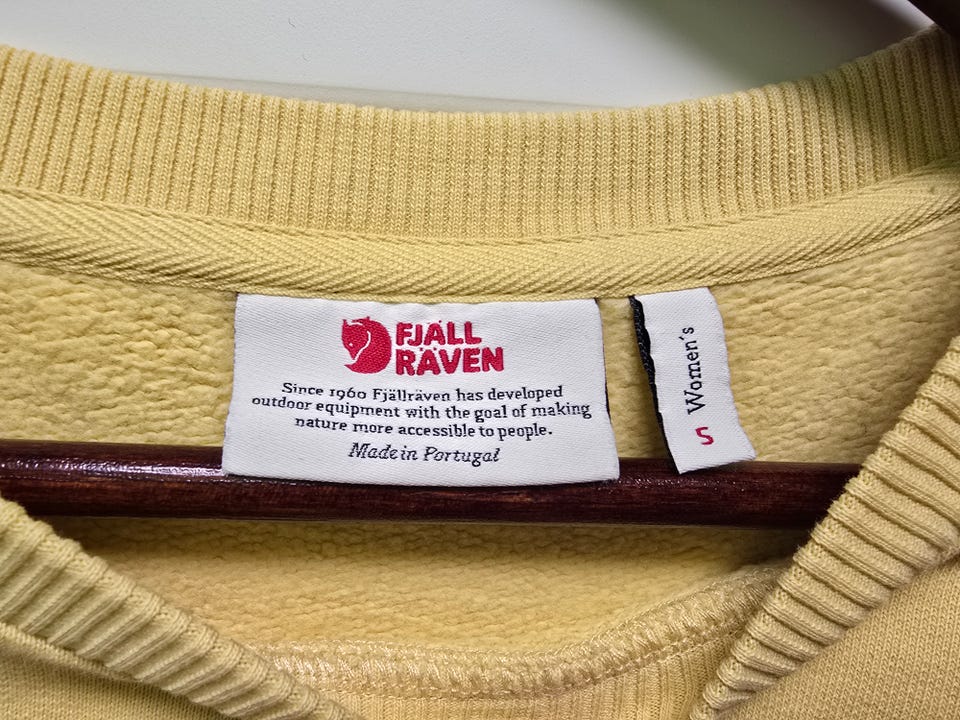 FJÄLL
RÄVEN
Since 1960 Fjällräven has developed
outdoor equipment with the goal of making
nature more accessible to people.
Made in Portugal
Women's
S